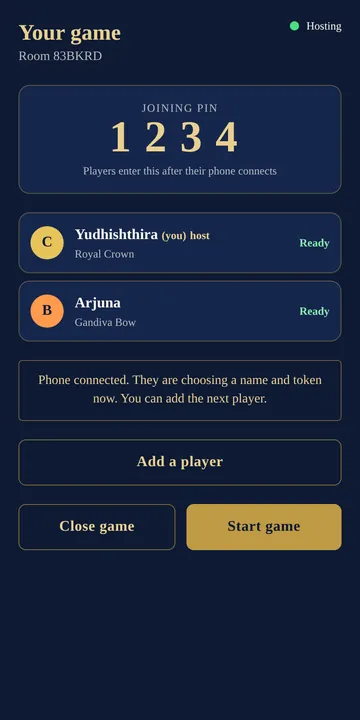 Your game
Hosting
Room 83BKRD
JOINING PIN
1 2 3 4
Players enter this after their phone connects
C
Yudhishthira (you) host
Royal Crown
Ready
B
Arjuna
Gandiva Bow
Ready
Phone connected. They are choosing a name and token
now. You can add the next player.
Add a player
Close game
Start game